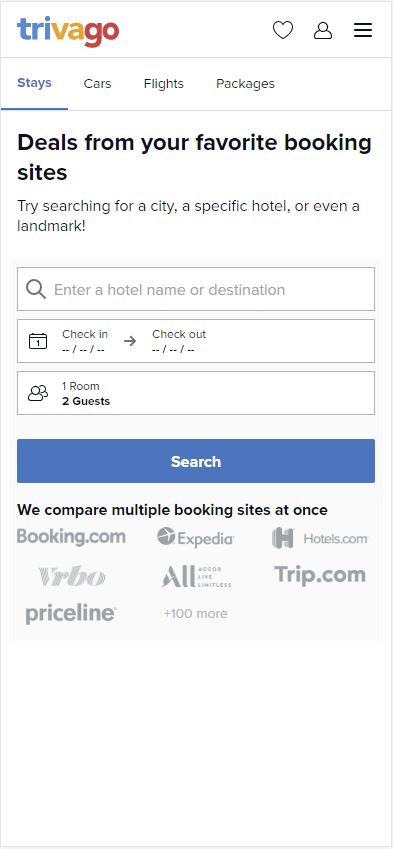 trivago
Stays Cars Flights Packages
Deals from your favorite booking
sites
Try searching for a city, a specific hotel, or even a
landmark!
Enter a hotel name or destination
1
Check in Check out
-- / -- / -- -- / -- / --
1 Room
2 Guests
Search
We compare multiple booking sites at once
Booking.com Expedia Hotels.com
Vrbo ALL ACCOR LIVE LIMITLESS Trip.com
priceline +100 more